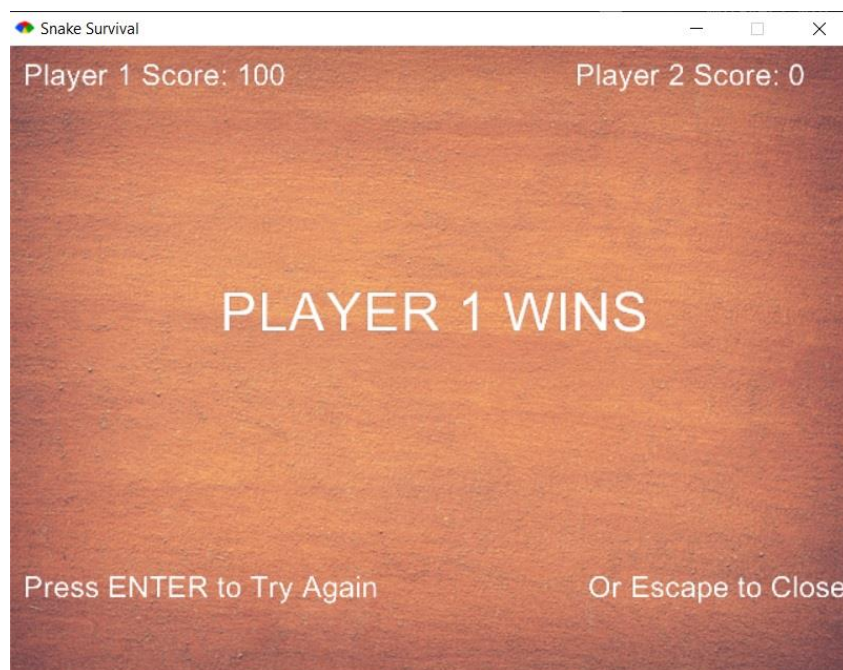 Snake Survival
Player 1 Score: 100
Player 2 Score: 0
PLAYER 1 WINS
Press ENTER to Try Again
Or Escape to Close